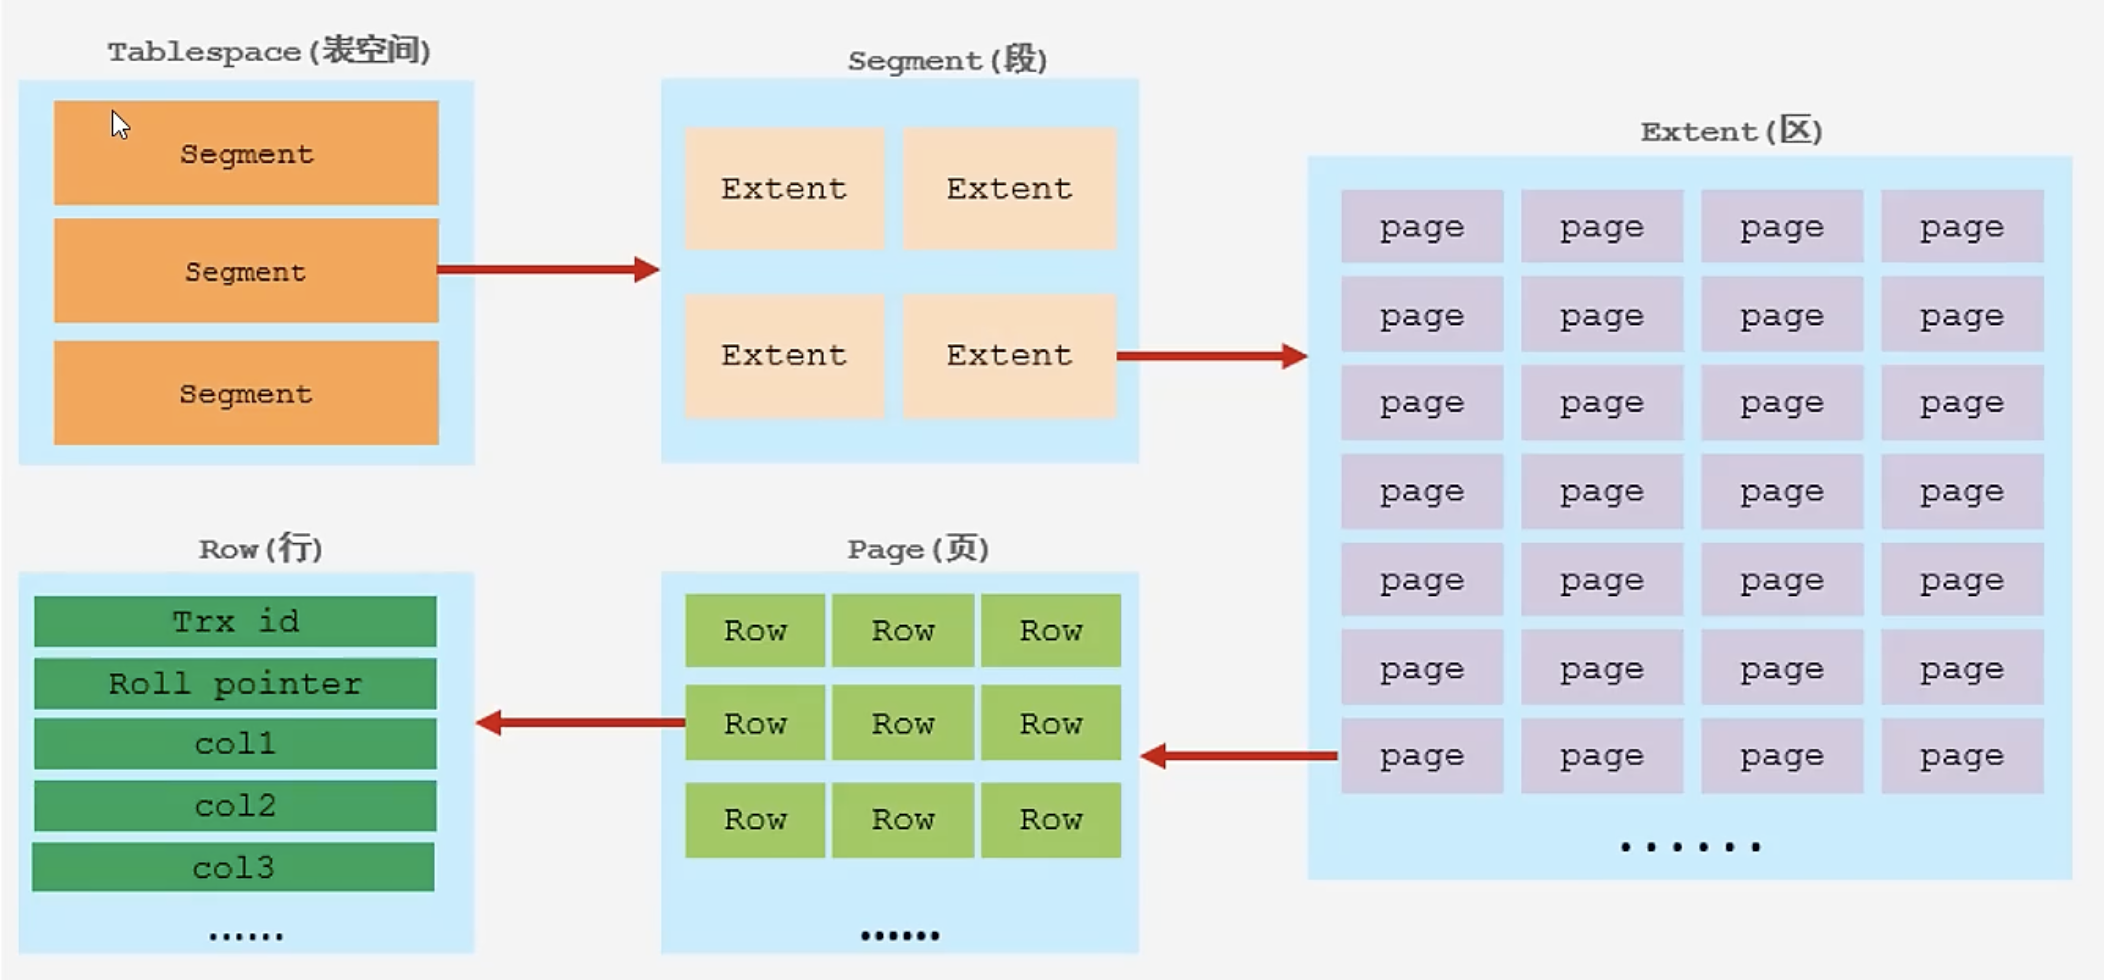 Tablespace(表空间)
Segment
Segment
Segment
Segment(段)
Extent Extent
Extent Extent
Extent(区)
page page page page
page page page page
page page page page
page page page page
page page page page
page page page page
page page page page
......
Page(页)
Row Row Row
Row Row Row
Row Row Row
......
Row(行)
Trx id
Roll pointer
col1
col2
col3
......